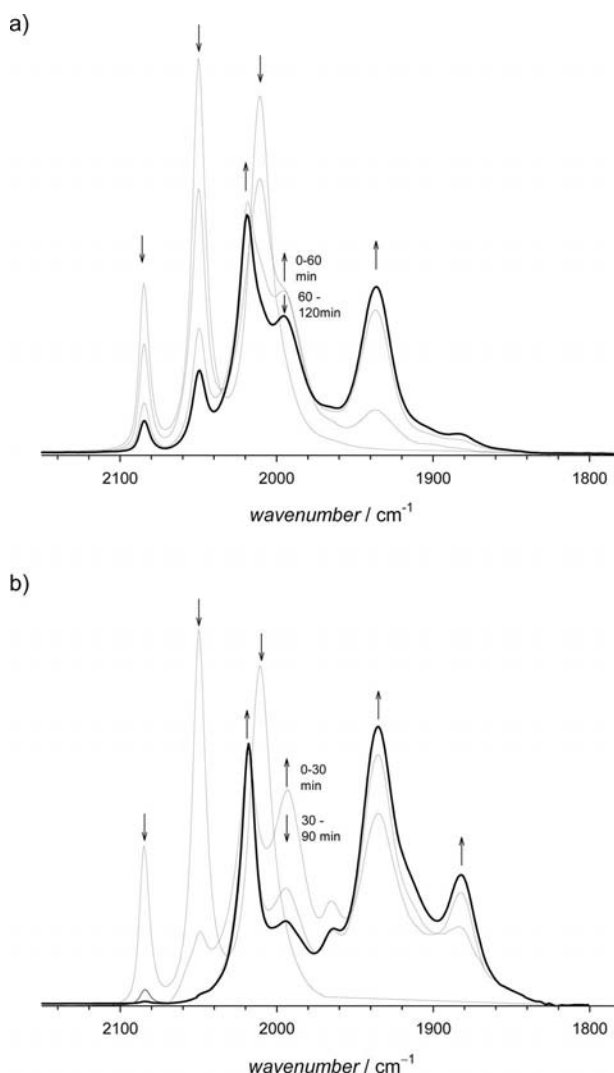 a)
0-60
min
60 -
120min
2100 2000 1900 1800
wavenumber / cm⁻¹
b)
0-30
min
30 -
90 min
2100 2000 1900 1800
wavenumber / cm⁻¹